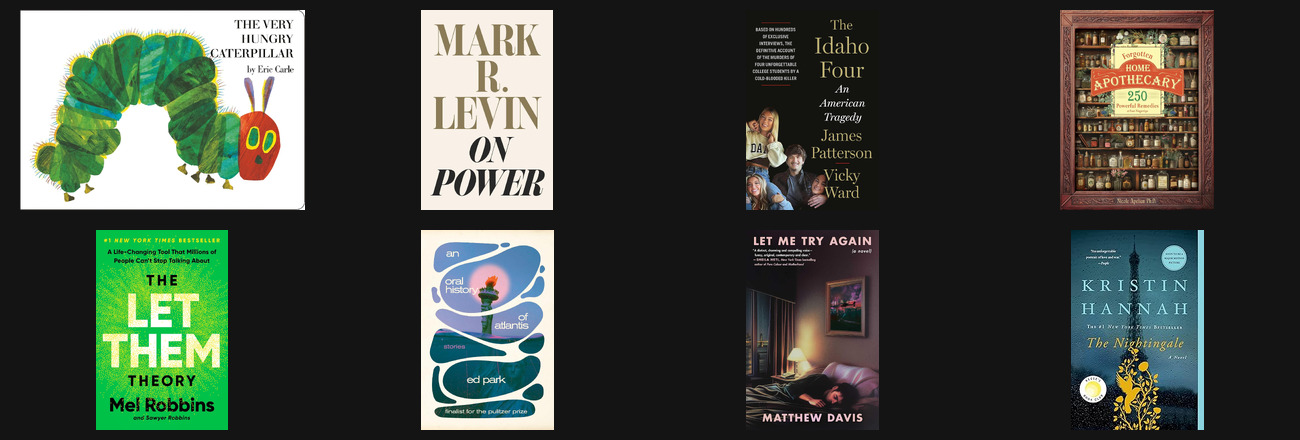 THE VERY
HUNGRY
CATERPILLAR
by Eric Carle
MARK
R.
LEVIN
ON
POWER
BASED ON HUNDREDS
OF EXCLUSIVE
INTERVIEWS, THE
DEFINITIVE ACCOUNT
OF THE MURDERS OF
FOUR UNFORGETTABLE
COLLEGE STUDENTS BY A
COLD-BLOODED KILLER
The
Idaho
Four
An
American
Tragedy
James
Patterson
Vicky
Ward
Forgotten
HOME
APOTHECARY
250
Powerful Remedies
#1 NEW YORK TIMES BESTSELLER
A Life-Changing Tool That Millions of
People Can't Stop Talking About
THE
LET
THEM
THEORY
Mel Robbins
and Sawyer Robbins
an
oral
history
of
atlantis
stories
ed park
finalist for the pulitzer prize
LET ME TRY AGAIN
(a novel)
MATTHEW DAVIS
KRISTIN
HANNAH
The #1 New York Times Bestseller
The Nightingale
A Novel